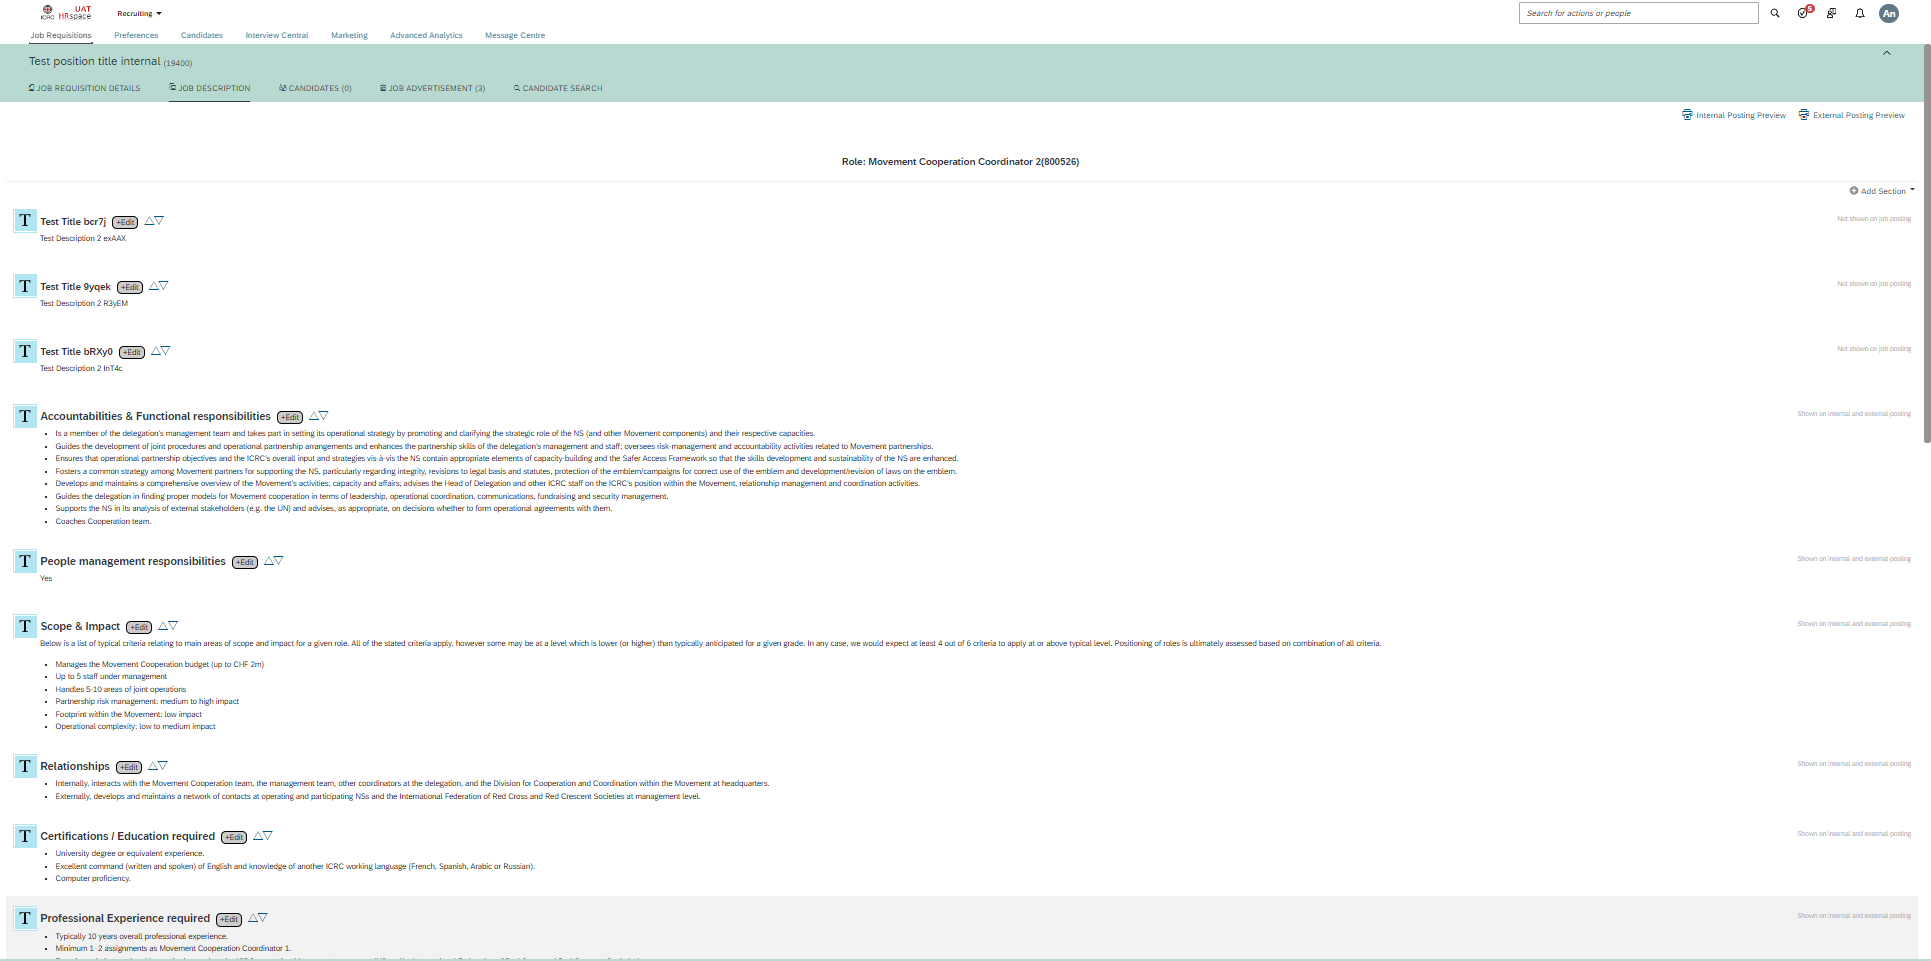 ICRC
UAT
HRspace
Recruiting
Search for actions or people
5
An
Job Requisitions
Preferences
Candidates
Interview Central
Marketing
Advanced Analytics
Message Centre
Test position title internal (19400)
JOB REQUISITION DETAILS
JOB DESCRIPTION
CANDIDATES (0)
JOB ADVERTISEMENT (3)
CANDIDATE SEARCH
Internal Posting Preview
External Posting Preview
Role: Movement Cooperation Coordinator 2(800526)
Add Section
T Test Title bcr7j +Edit
Not shown on job posting
Test Description 2 exAAX
T Test Title 9yqek +Edit
Not shown on job posting
Test Description 2 R3yEM
T Test Title bRXy0 +Edit
Not shown on job posting
Test Description 2 InT4c
T Accountabilities & Functional responsibilities +Edit
Shown on internal and external posting
• Is a member of the delegation's management team and takes part in setting its operational strategy by promoting and clarifying the strategic role of the NS (and other Movement components) and their respective capacities.
• Guides the development of joint procedures and operational partnership arrangements and enhances the partnership skills of the delegation's management and staff; oversees risk-management and accountability activities related to Movement partnerships.
• Ensures that operational partnership objectives and the ICRC's overall input and strategies vis-à-vis the NS contain appropriate elements of capacity-building and the Safer Access Framework so that the skills development and sustainability of the NS are enhanced.
• Fosters a common strategy among Movement partners for supporting the NS, particularly regarding integrity, revisions to legal basis and statutes, protection of the emblem/campaigns for correct use of the emblem and development/revision of laws on the emblem.
• Develops and maintains a comprehensive overview of the Movement's activities, capacity and affairs; advises the Head of Delegation and other ICRC staff on the ICRC's position within the Movement, relationship management and coordination activities.
• Guides the delegation in finding proper models for Movement cooperation in terms of leadership, operational coordination, communications, fundraising and security management.
• Supports the NS in its analysis of external stakeholders (e.g. the UN) and advises, as appropriate, on decisions whether to form operational agreements with them.
• Coaches Cooperation team.
T People management responsibilities +Edit
Shown on internal and external posting
Yes
T Scope & Impact +Edit
Shown on internal and external posting
Below is a list of typical criteria relating to main areas of scope and impact for a given role. All of the stated criteria apply, however some may be at a level which is lower (or higher) than typically anticipated for a given grade. In any case, we would expect at least 4 out of 6 criteria to apply at or above typical level. Positioning of roles is ultimately assessed based on combination of all criteria.
• Manages the Movement Cooperation budget (up to CHF 2m)
• Up to 5 staff under management
• Handles 5-10 areas of joint operations
• Partnership risk management: medium to high impact
• Footprint within the Movement: low impact
• Operational complexity: low to medium impact
T Relationships +Edit
Shown on internal and external posting
• Internally, interacts with the Movement Cooperation team, the management team, other coordinators at the delegation, and the Division for Cooperation and Coordination within the Movement at headquarters.
• Externally, develops and maintains a network of contacts at operating and participating NSs and the International Federation of Red Cross and Red Crescent Societies at management level.
T Certifications / Education required +Edit
Shown on internal and external posting
• University degree or equivalent experience.
• Excellent command (written and spoken) of English and knowledge of another ICRC working language (French, Spanish, Arabic or Russian).
• Computer proficiency.
T Professional Experience required +Edit
Shown on internal and external posting
• Typically 10 years overall professional experience.
• Minimum 1- 2 assignments as Movement Cooperation Coordinator 1.